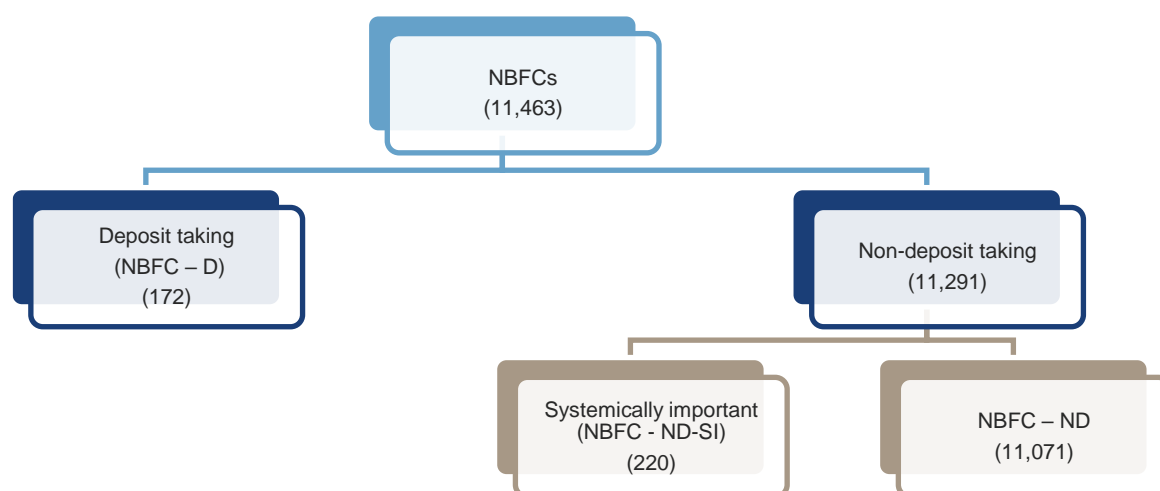 NBFCs
(11,463)
Deposit taking
(NBFC – D)
(172)
Non-deposit taking
(11,291)
Systemically important
(NBFC - ND-SI)
(220)
NBFC – ND
(11,071)